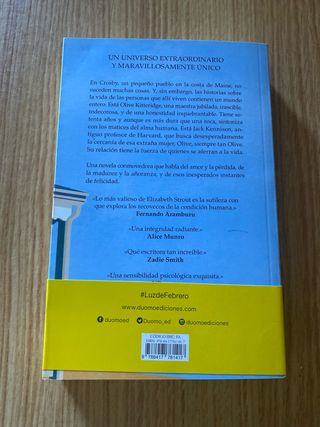 UN UNIVERSO EXTRAORDINARIO
Y MARAVILLOSAMENTE ÚNICO
En Crosby, un pequeño pueblo en la costa de Maine, no
suceden muchas cosas. Y, sin embargo, las historias sobre
la vida de las personas que allí viven contienen un mundo
entero. Está Olive Kitteridge, una maestra jubilada, irascible,
indecorosa, y de una honestidad inquebrantable. Tiene se-
tenta años y aunque es más dura que una roca, sintoniza
con los matices del alma humana. Está Jack Kennison, an-
tiguo profesor de Harvard, que busca desesperadamente
la cercanía de esa extraña mujer, Olive, siempre tan Olive.
Su relación tiene la fuerza de quienes se aferran a la vida.
Una novela conmovedora que habla del amor y la pérdida, de
la madurez y la añoranza, y de esos inesperados instantes
de felicidad.
«Lo más valioso de Elizabeth Strout es la sutileza con
que explora los recovecos de la condición humana.»
Fernando Aramburu
«Una integridad radiante.»
Alice Munro
«Qué escritora tan increíble.»
Zadie Smith
«Una sensibilidad psicológica exquisita.»
#LuzdeFebrero
www.duomoediciones.com
duomoed
Duomo_ed
duomoediciones
9 788417 761417